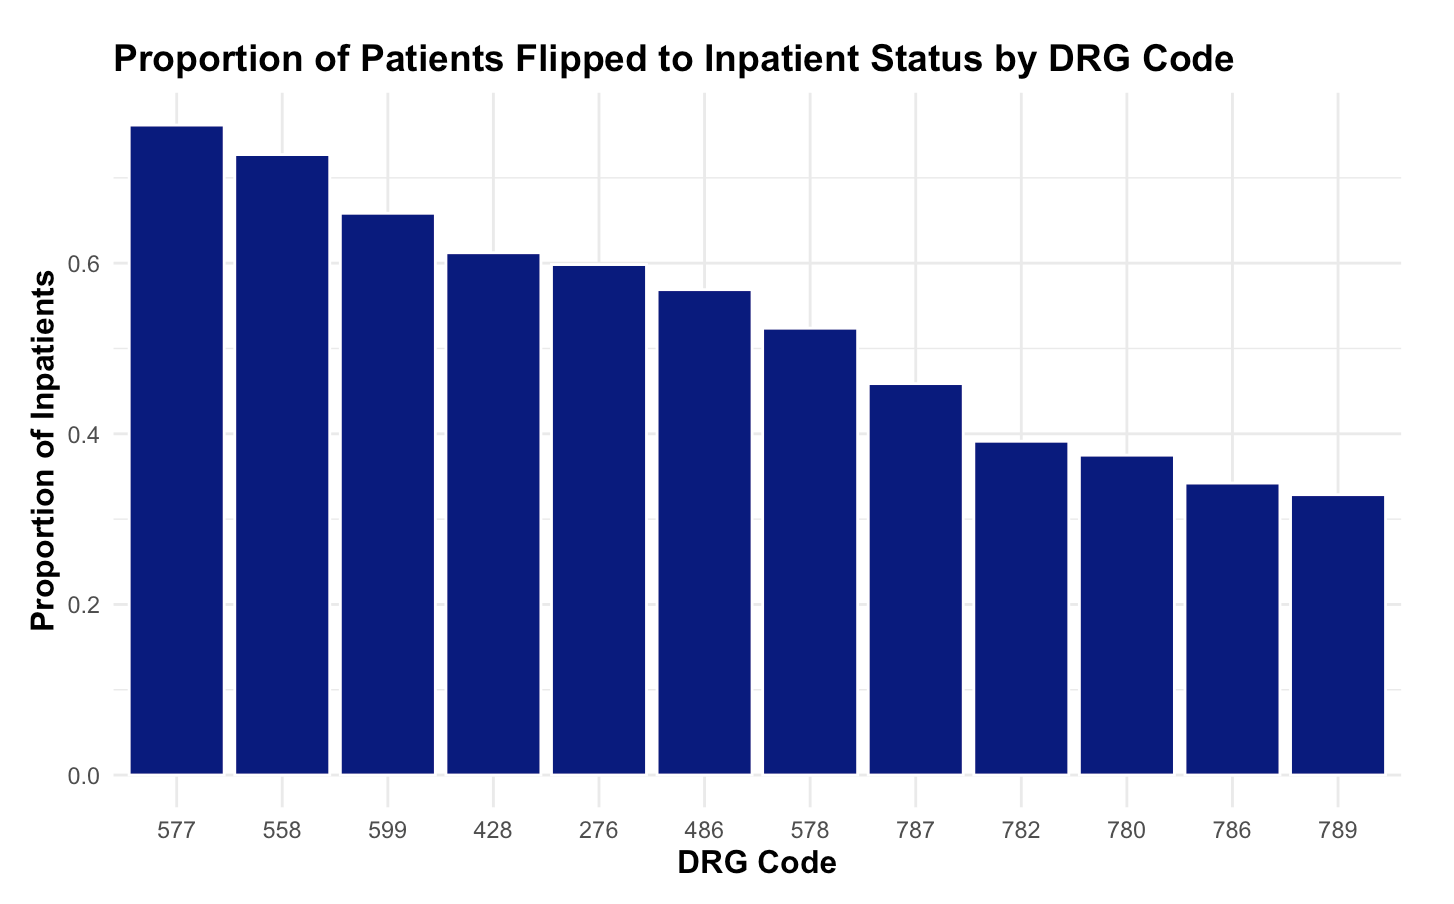 Proportion of Patients Flipped to Inpatient Status by DRG Code
Proportion of Inpatients
0.6
0.4
0.2
0.0
577 558 599 428 276 486 578 787 782 780 786 789
DRG Code